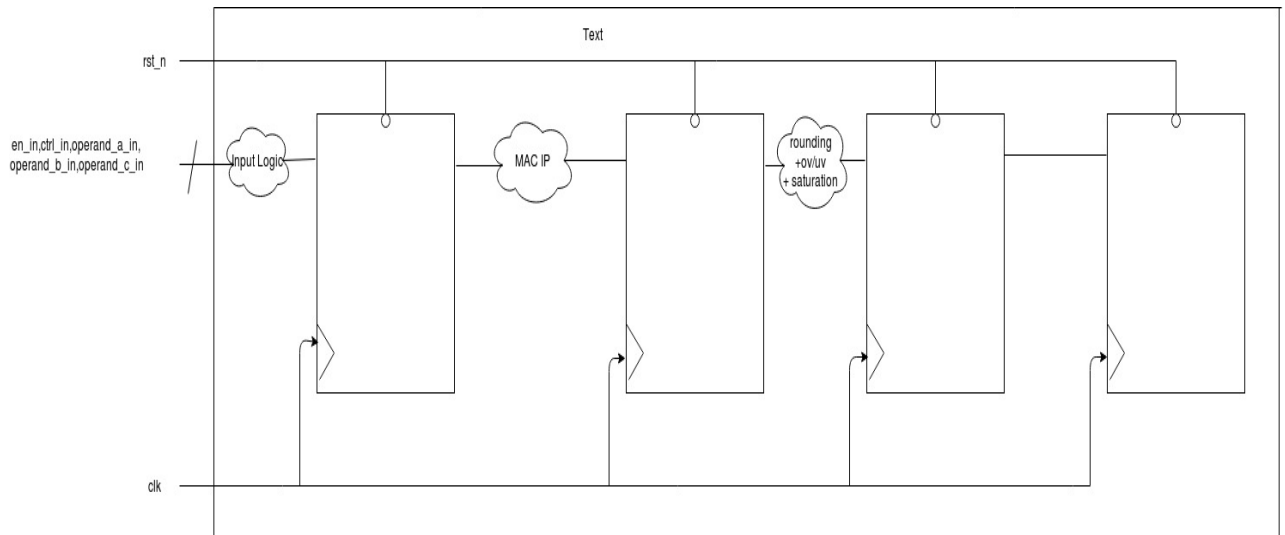 Text
rst_n
en_in,ctrl_in,operand_a_in,
operand_b_in,operand_c_in
Input Logic
MAC IP
rounding
+ov/uv
+ saturation
clk